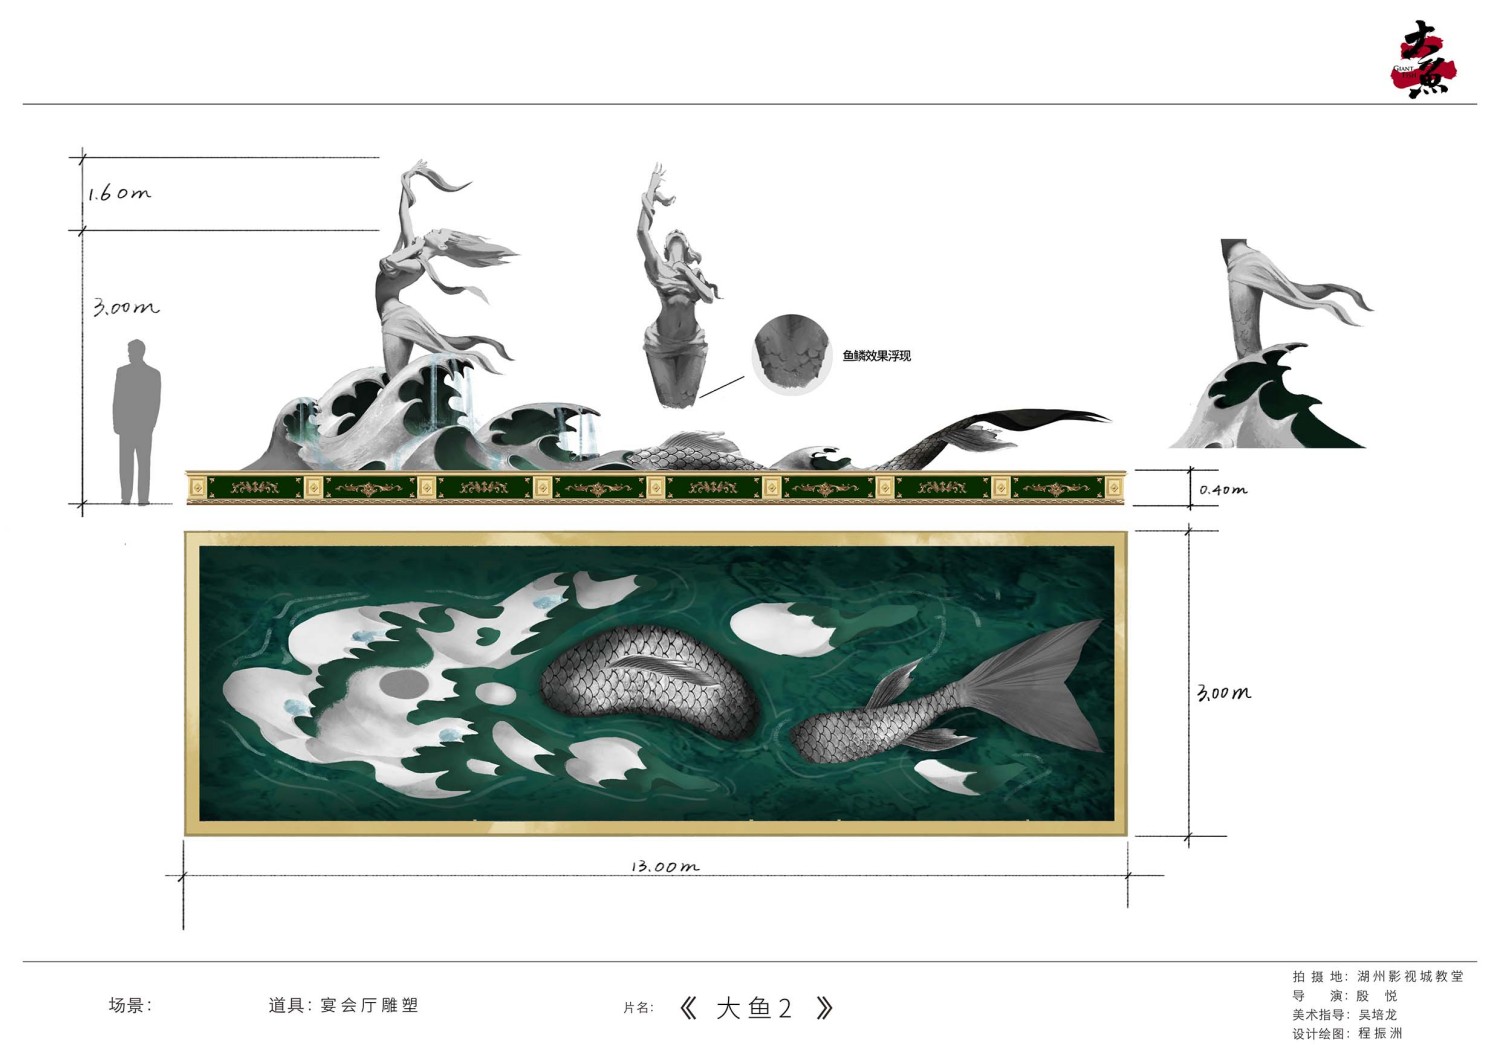 大魚
GIANT
FISH
1.60m
3.00m
鱼鳞效果浮现
0.40m
3.00m
13.00m
场景：
道具：宴会厅雕塑
片名：《 大鱼2 》
拍 摄 地：湖州影视城教堂
导 演：殷 悦
美术指导：吴培龙
设计绘图：程振洲